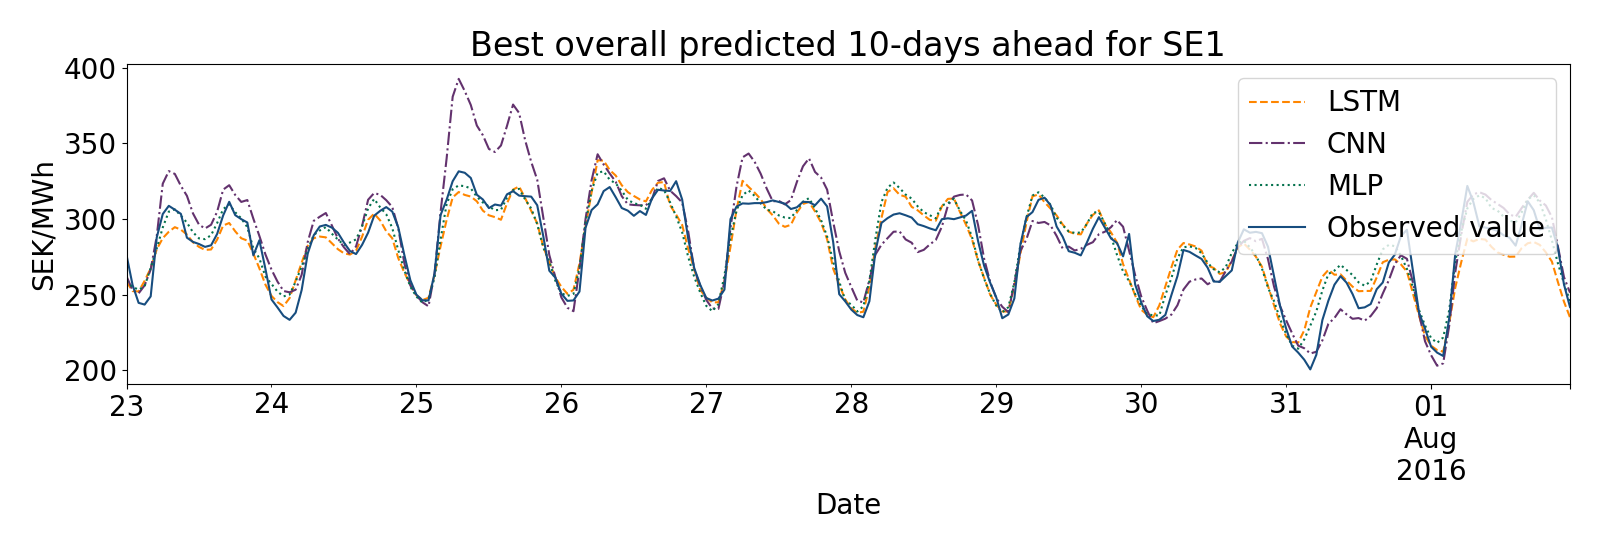 Best overall predicted 10-days ahead for SE1
400
350
300
250
200
SEK/MWh
LSTM
CNN
MLP
Observed value
23 24 25 26 27 28 29 30 31 01
Aug
2016
Date